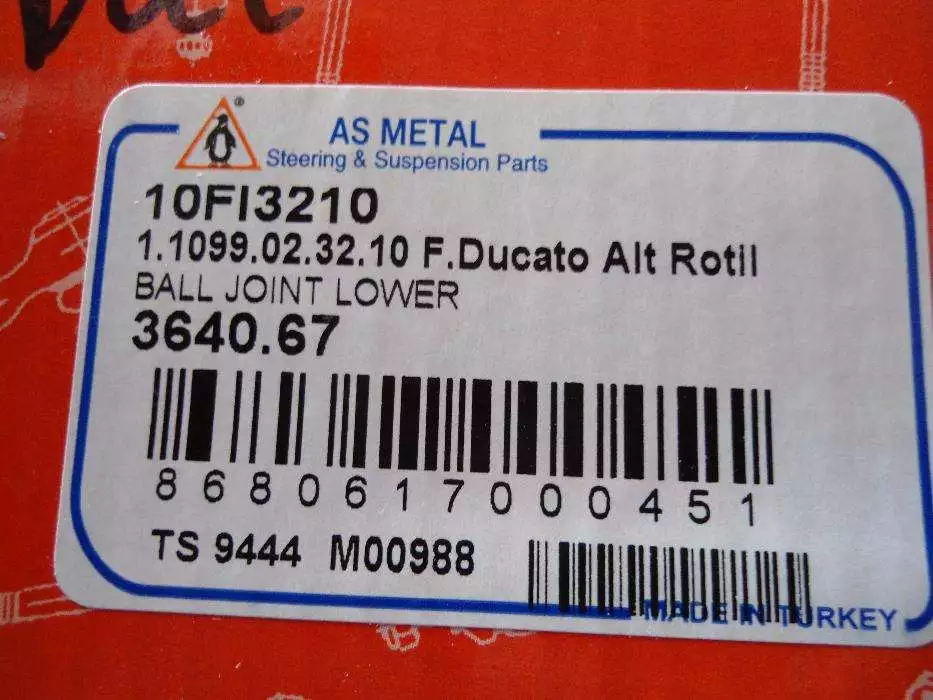 AS METAL
Steering & Suspension Parts
10FI3210
1.1099.02.32.10 F.Ducato Alt Rotil
BALL JOINT LOWER
3640.67
8680617000451
TS 9444 M00988
MADE IN TURKEY